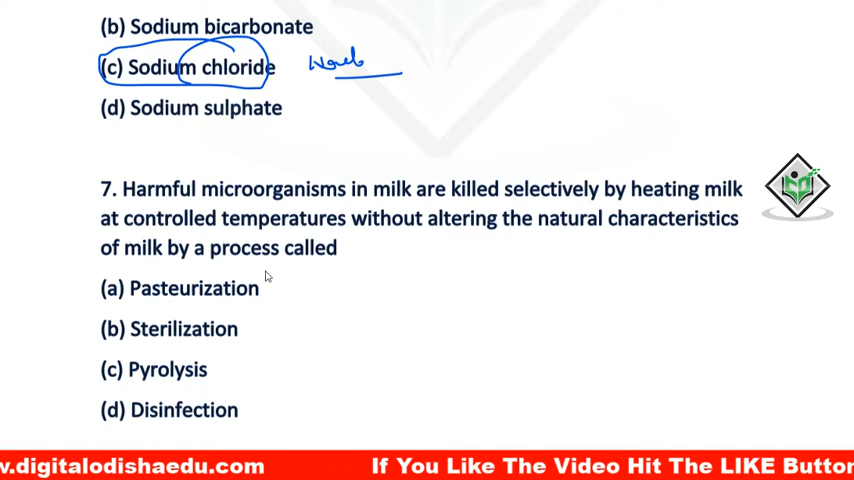 (b) Sodium bicarbonate
(c) Sodium chloride
(d) Sodium sulphate
7. Harmful microorganisms in milk are killed selectively by heating milk
at controlled temperatures without altering the natural characteristics
of milk by a process called
(a) Pasteurization
(b) Sterilization
(c) Pyrolysis
(d) Disinfection
w.digitalodishaedu.com If You Like The Video Hit The LIKE Button